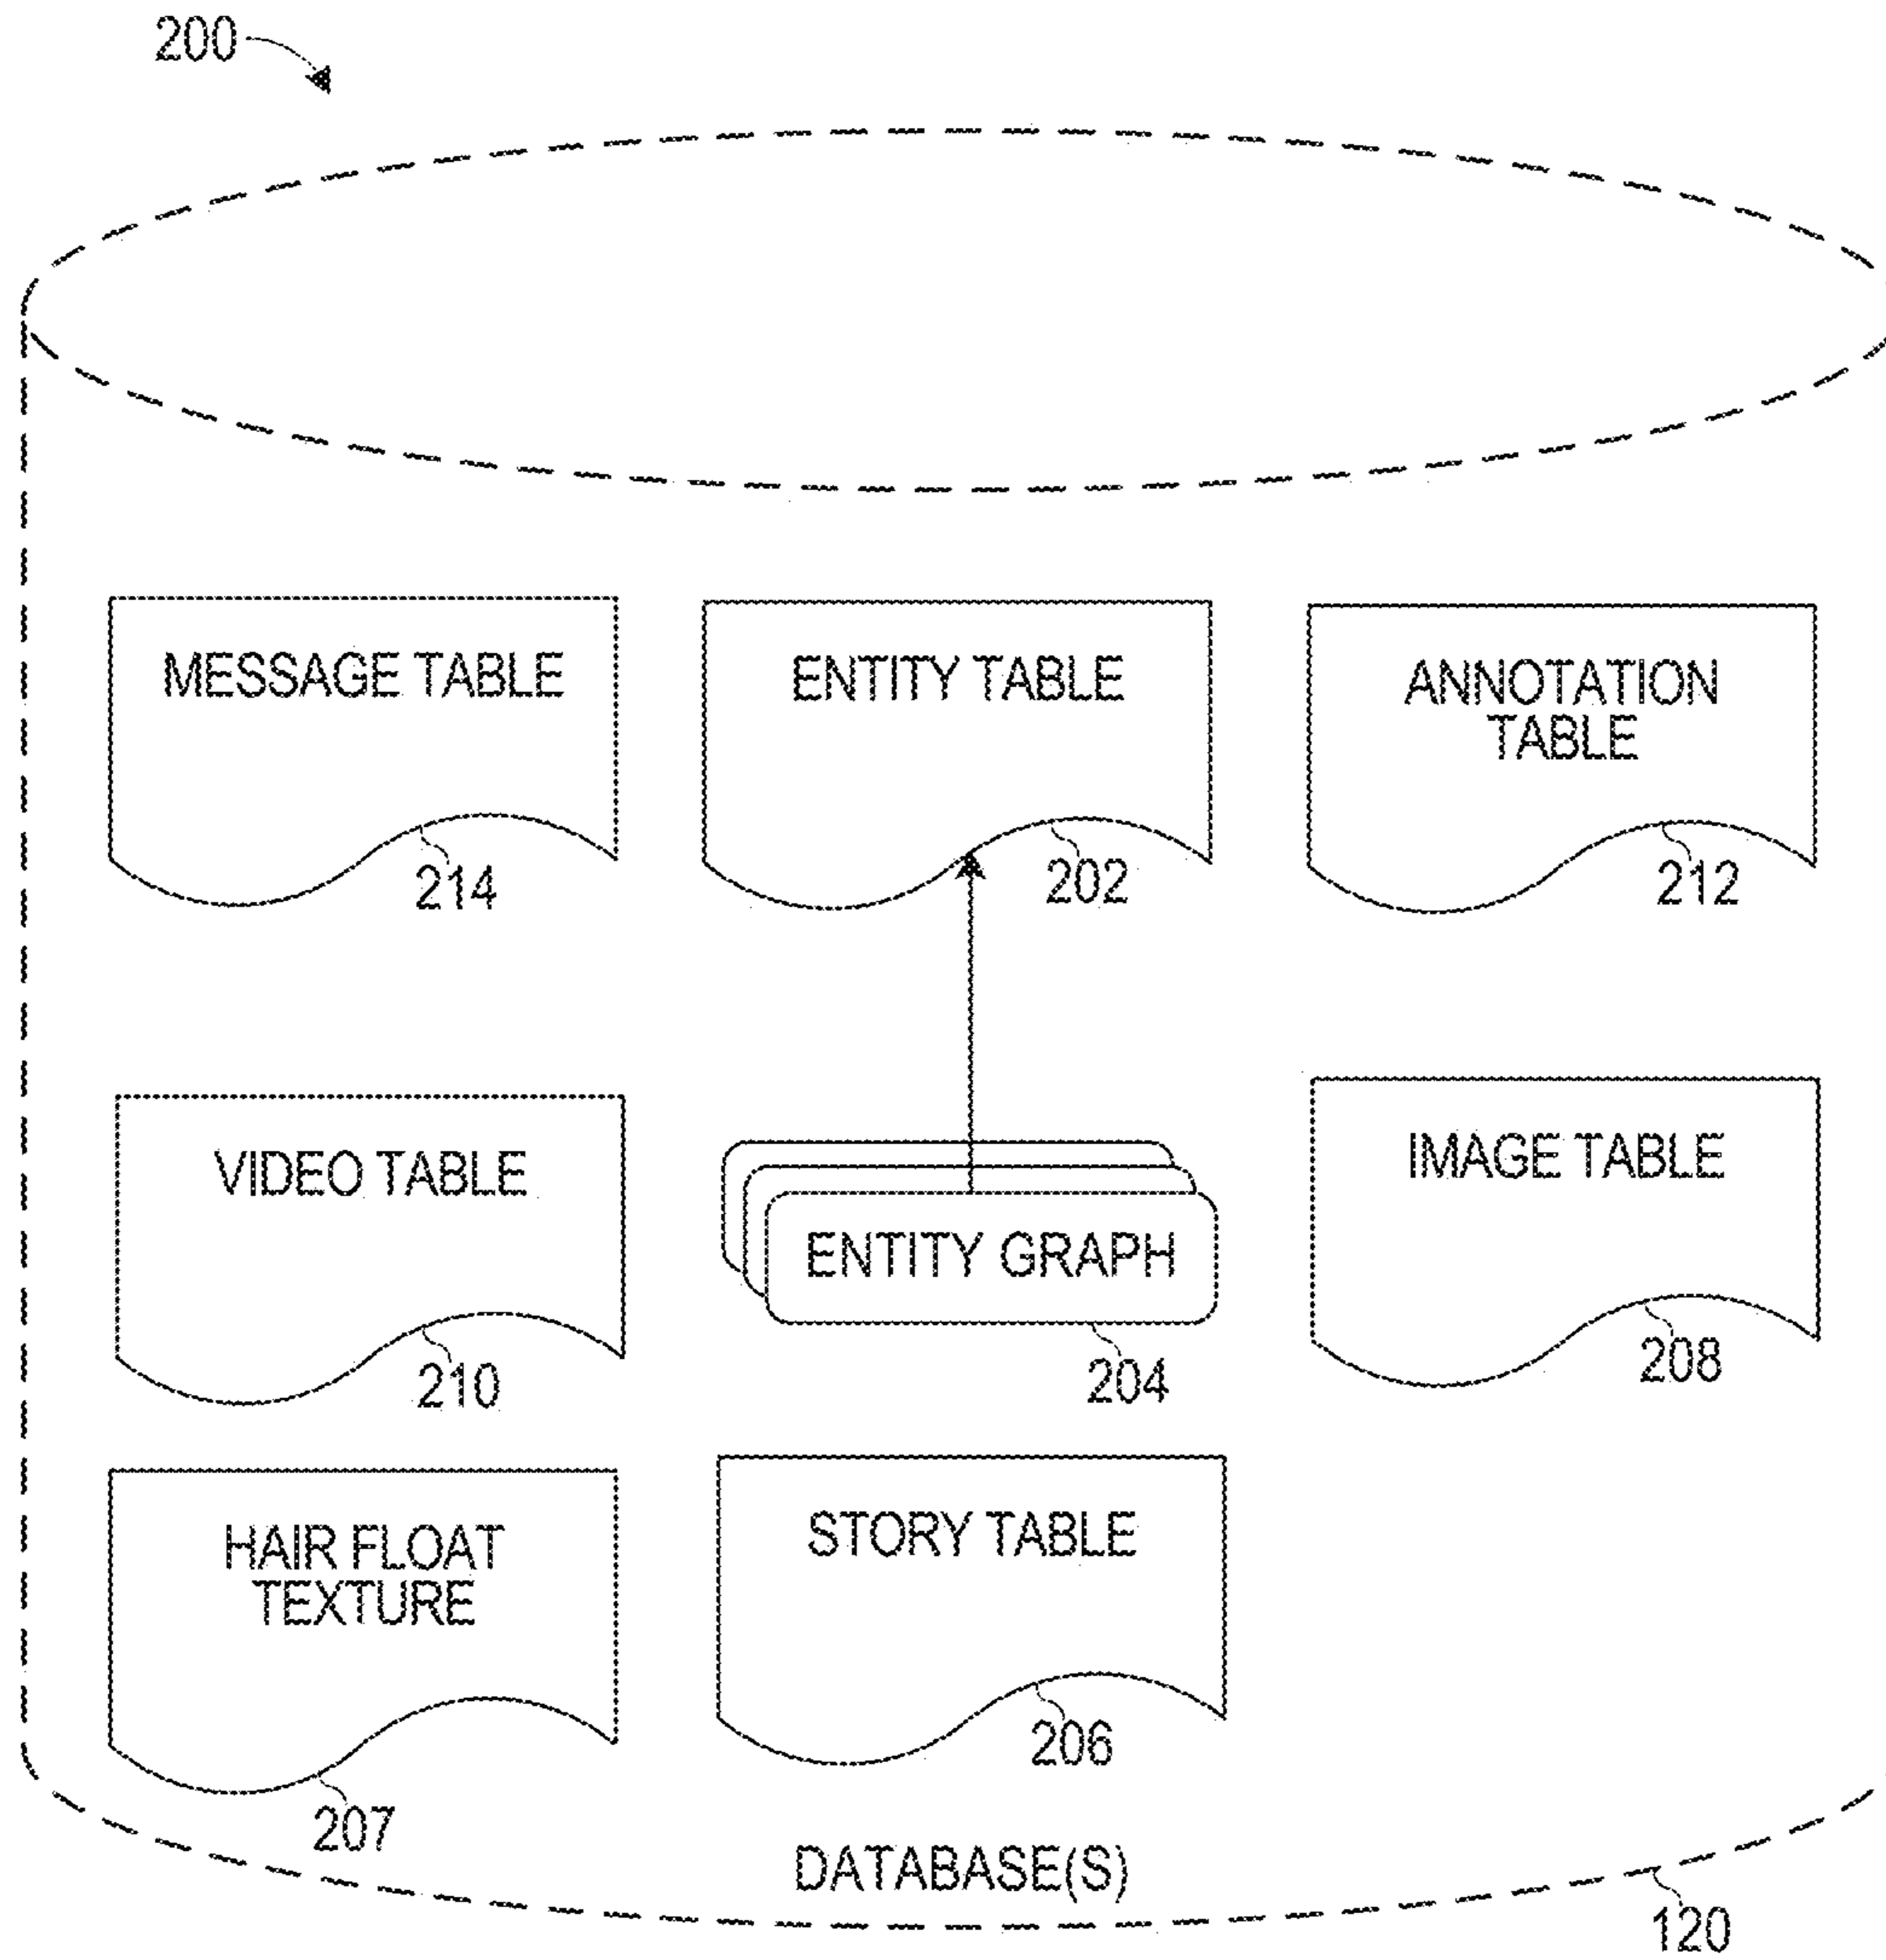 200
MESSAGE TABLE
214
ENTITY TABLE
202
ANNOTATION
TABLE
212
VIDEO TABLE
210
ENTITY GRAPH
204
IMAGE TABLE
208
HAIR FLOAT
TEXTURE
207
STORY TABLE
206
DATABASE(S)
120